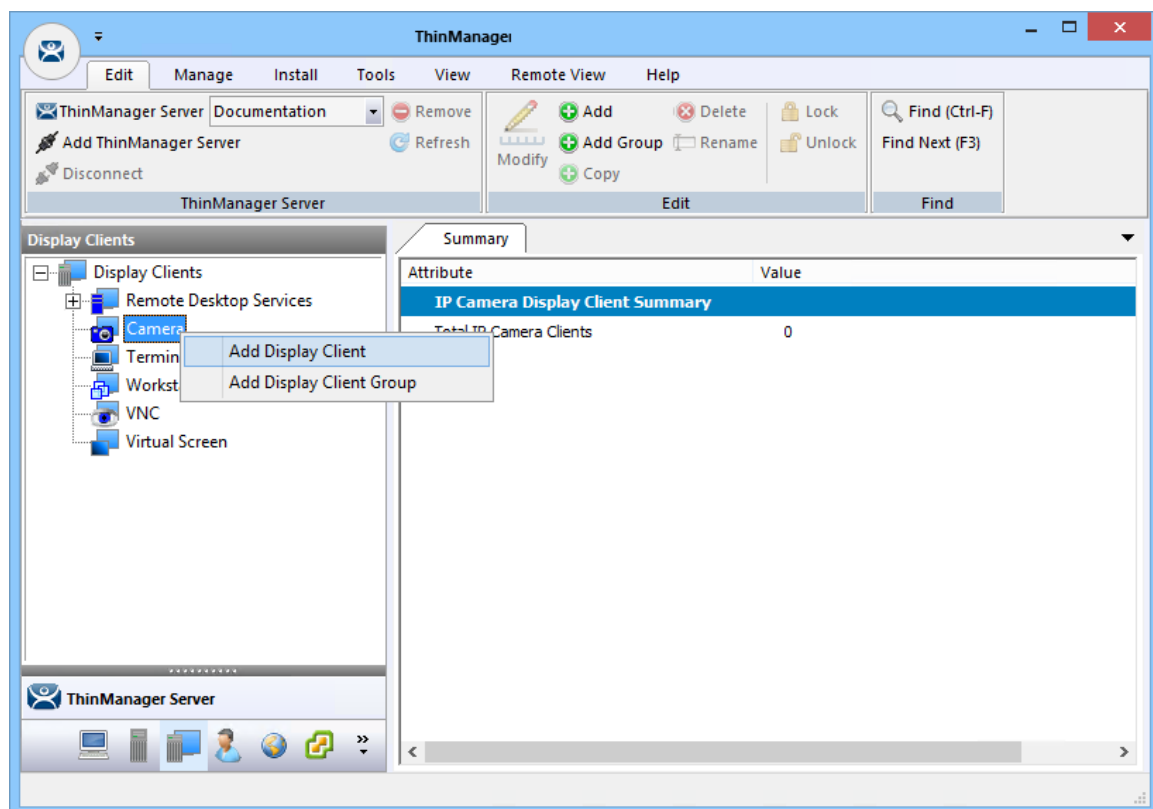 ThinManager
Edit Manage Install Tools View Remote View Help
ThinManager Server Documentation Remove Add Delete Lock Find (Ctrl-F)
Add ThinManager Server Refresh Modify Add Group Rename Unlock Find Next (F3)
Disconnect Copy
ThinManager Server Edit Find
Display Clients Summary
Display Clients Attribute Value
Remote Desktop Services IP Camera Display Client Summary
Camera Total IP Camera Clients 0
Add Display Client
Termin
Add Display Client Group
Workst
VNC
Virtual Screen
ThinManager Server